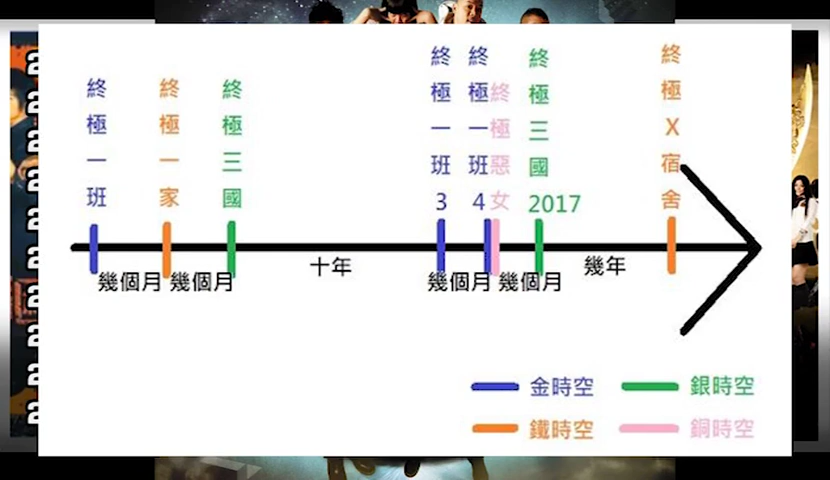 終極一班
終極一家
終極三國
終極一班3
終極一班4
終極惡女
終極三國2017
終極X宿舍
幾個月
幾個月
十年
幾個月
幾個月
幾年
金時空
銀時空
鐵時空
銅時空